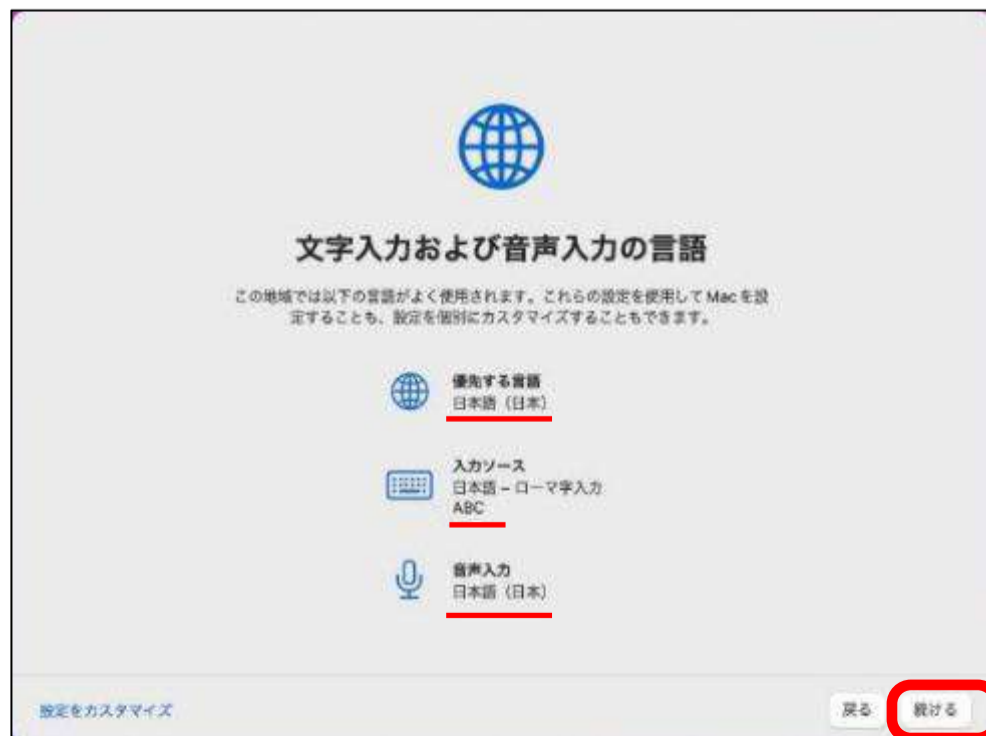 文字入力および音声入力の言語
この地域では以下の言語がよく使用されます。これらの設定を使用して Mac を設
定することも、設定を個別にカスタマイズすることもできます。
優先する言語
日本語（日本）
入力ソース
日本語 – ローマ字入力
ABC
音声入力
日本語（日本）
設定をカスタマイズ
戻る
続ける